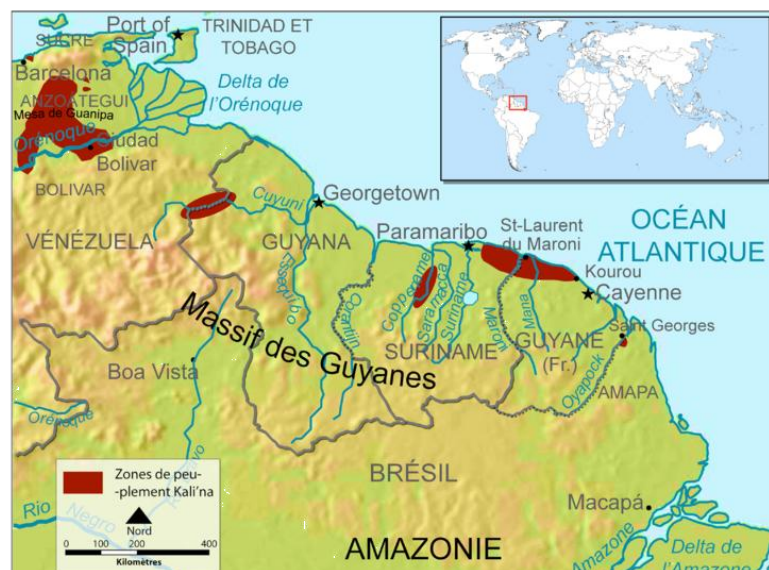 Port of
Spain
TRINIDAD ET
TOBAGO
SUCRE
Barcelona
Delta de
l'Orénoque
ANZOATEGUI
Mesa de Guanipa
Orénoque
Ciudad
Bolivar
BOLIVAR
Cuyuni
Georgetown
VÉNÉZUELA
GUYANA
Paramaribo
St-Laurent
du Maroni
OCÉAN
ATLANTIQUE
Kourou
Cayenne
Essequibo
Coppename
Saramacca
Suriname
Maroni
Mana
Saint Georges
Massif des Guyanes
SURINAME
GUYANE
(Fr.)
Oyapock
AMAPA
Boa Vista
Orénoque
BRÉSIL
Zones de peu-
-plement Kali'na
Nord
0 100 200 400
Kilomètres
Rio
Negro
Macapá
AMAZONIE
Amazone
Delta de
l'Amazone